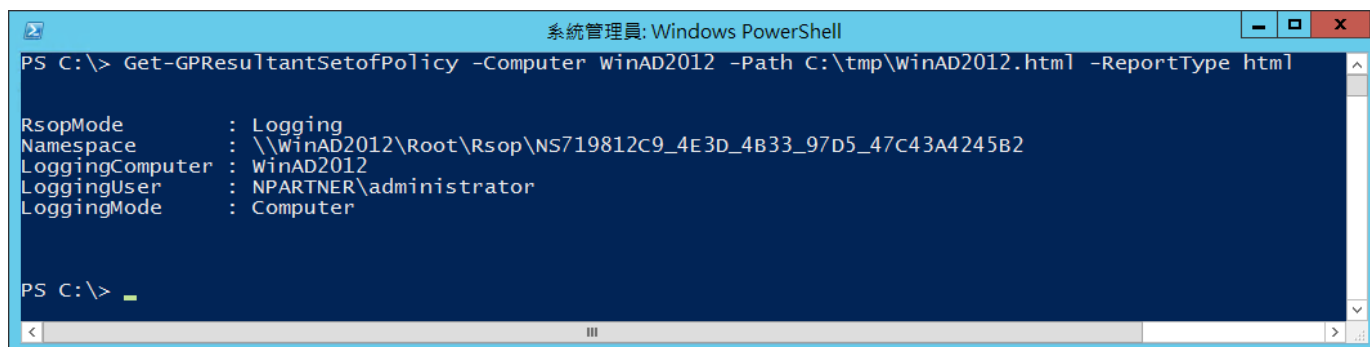 系統管理員: Windows PowerShell
PS C:\> Get-GPResultantSetofPolicy -Computer WinAD2012 -Path C:\tmp\WinAD2012.html -ReportType html
RsopMode : Logging
Namespace : \\WinAD2012\Root\Rsop\NS719812C9_4E3D_4B33_97D5_47C43A4245B2
LoggingComputer : WinAD2012
LoggingUser : NPARTNER\administrator
LoggingMode : Computer
PS C:\>